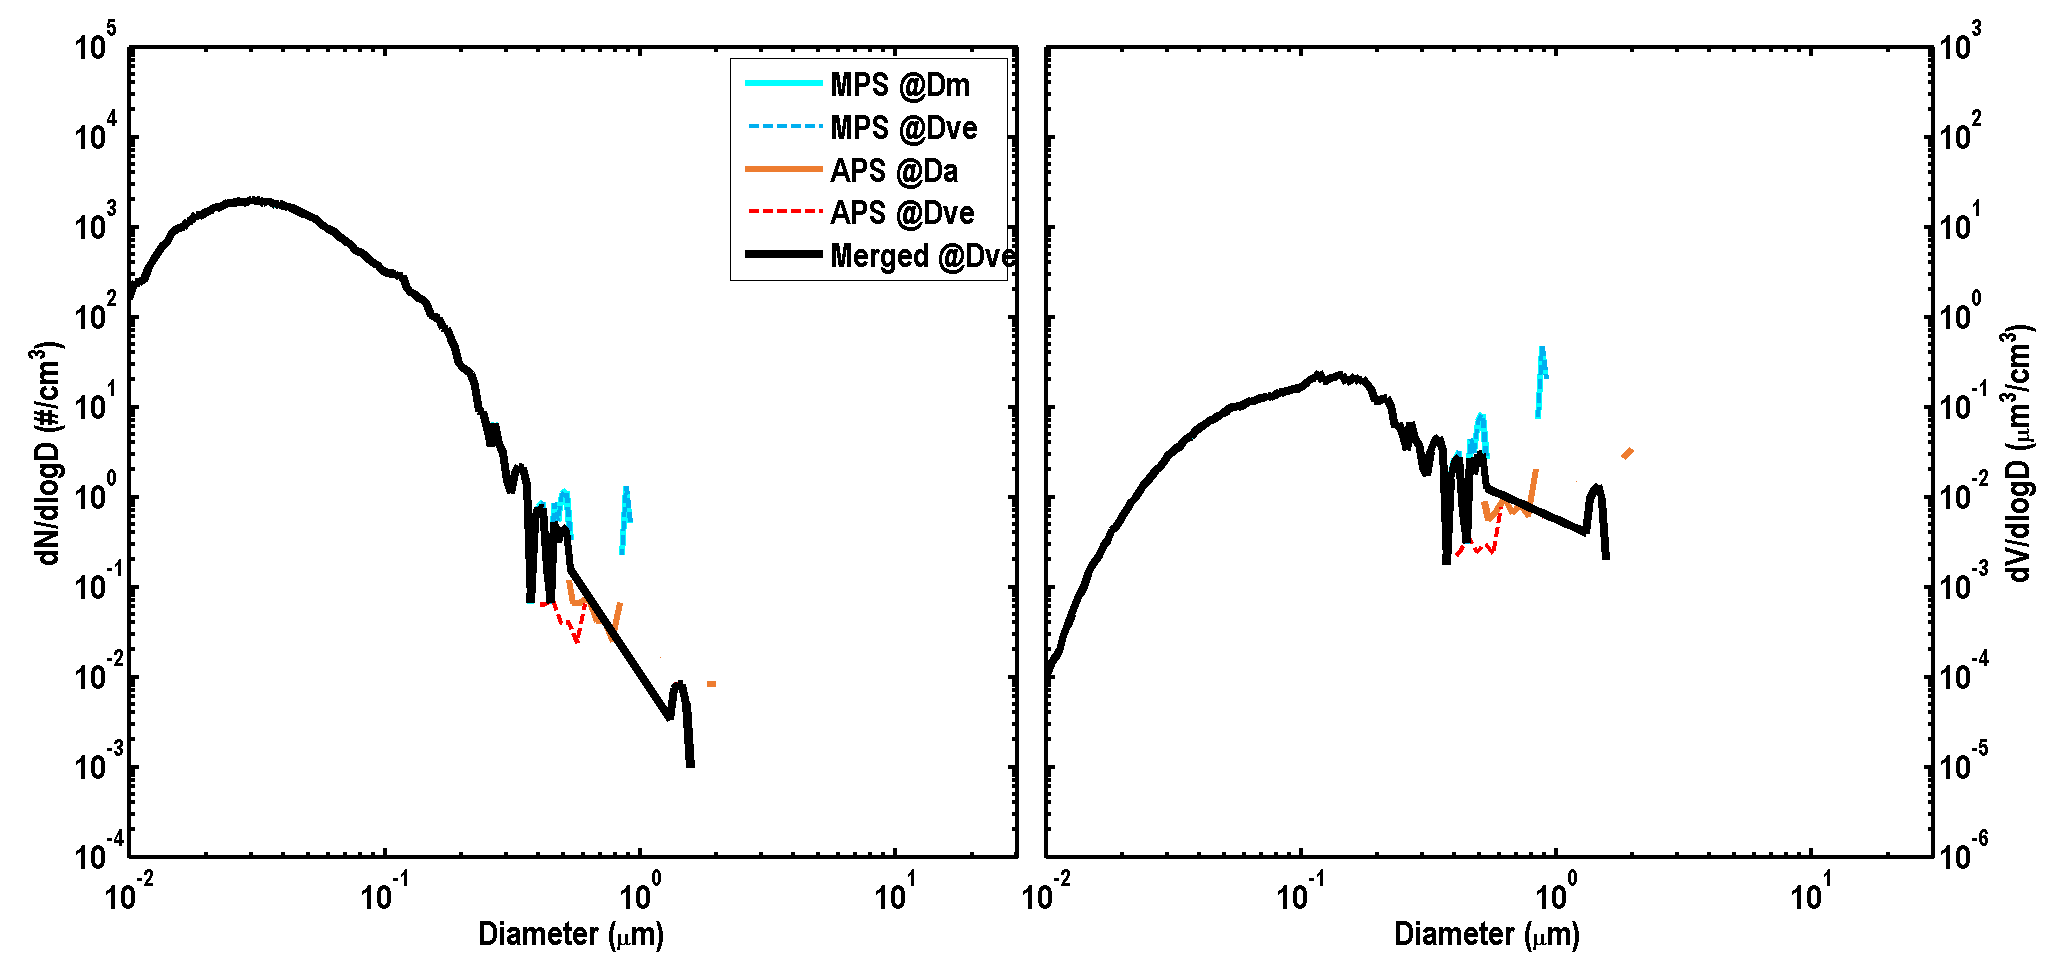 10^5
10^4
10^3
10^2
10^1
10^0
10^-1
10^-2
10^-3
10^-4
dN/dlogD (#/cm^3)
10^-2 10^-1 10^0 10^1
Diameter (μm)
MPS @Dm
MPS @Dve
APS @Da
APS @Dve
Merged @Dve
10^3
10^2
10^1
10^0
10^-1
10^-2
10^-3
10^-4
10^-5
10^-6
dV/dlogD (μm^3/cm^3)
10^-2 10^-1 10^0 10^1
Diameter (μm)